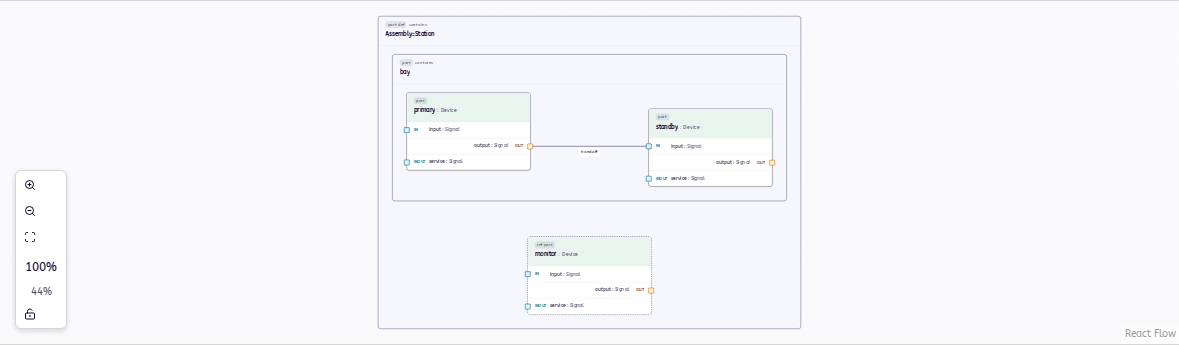 part def contains
Assembly::Station
part contains
bay
part
primary : Device
IN input : Signal
output : Signal OUT
INOUT service : Signal
handoff
part
standby : Device
IN input : Signal
output : Signal OUT
INOUT service : Signal
ref part
monitor : Device
IN input : Signal
output : Signal OUT
INOUT service : Signal
100%
44%
React Flow